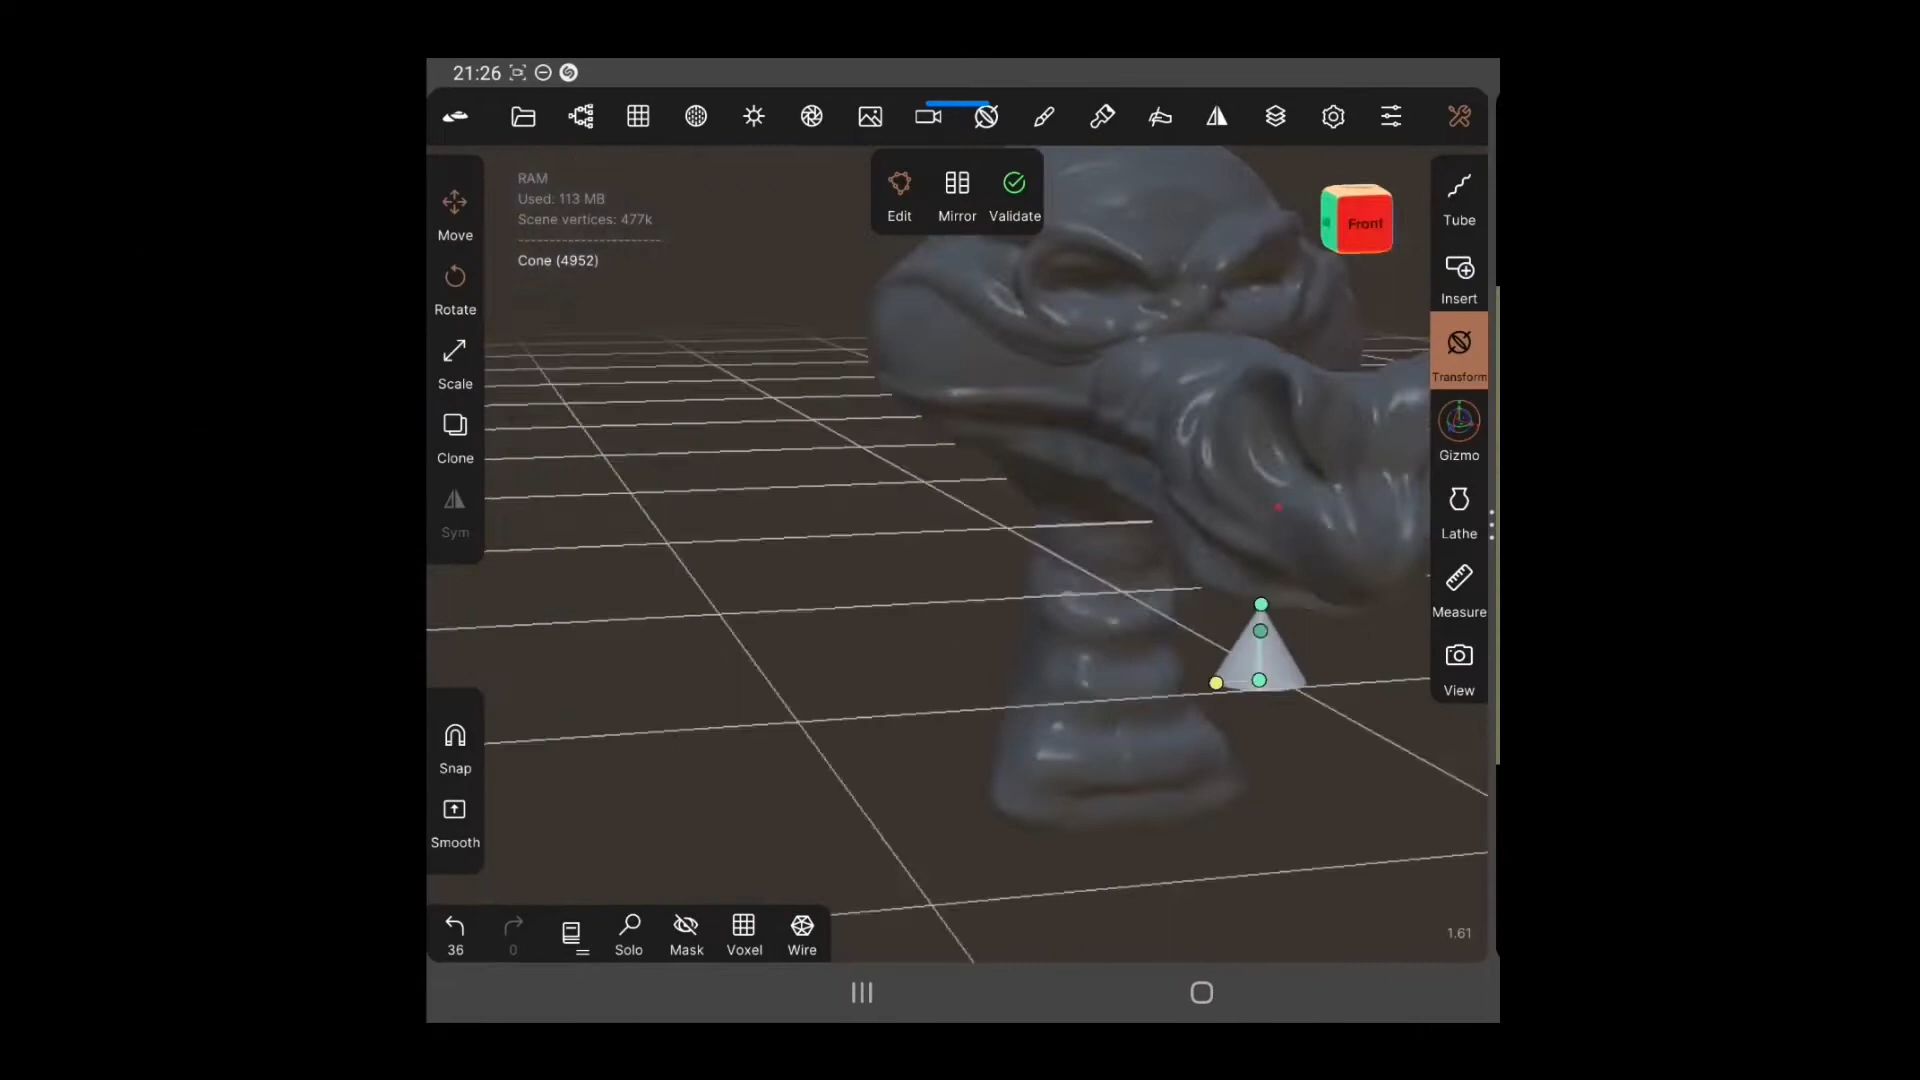 21:26
RAM
Used: 113 MB
Scene vertices: 477k
--------------------
Cone (4952)
Edit
Mirror
Validate
Front
Move
Rotate
Scale
Clone
Sym
Snap
Smooth
Tube
Insert
Transform
Gizmo
Lathe
Measure
View
1.61
36
0
Solo
Mask
Voxel
Wire